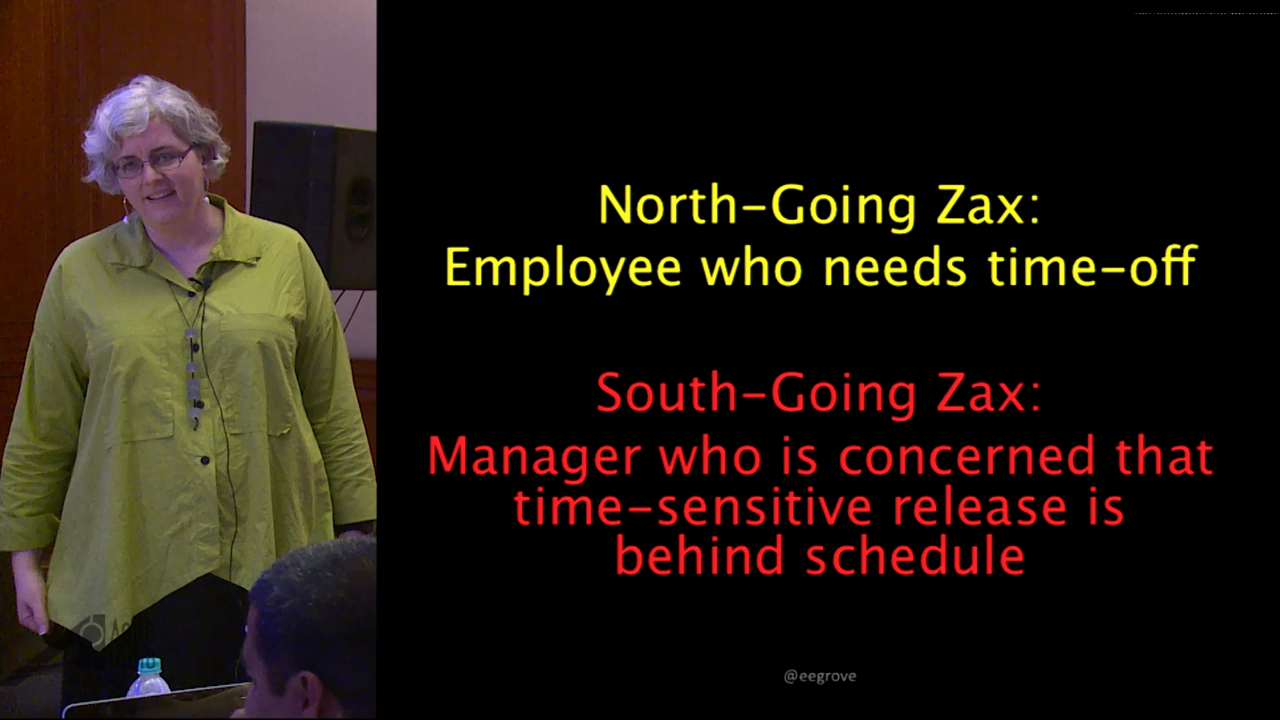 North-Going Zax:
Employee who needs time-off
South-Going Zax:
Manager who is concerned that
time-sensitive release is
behind schedule
@eegrove